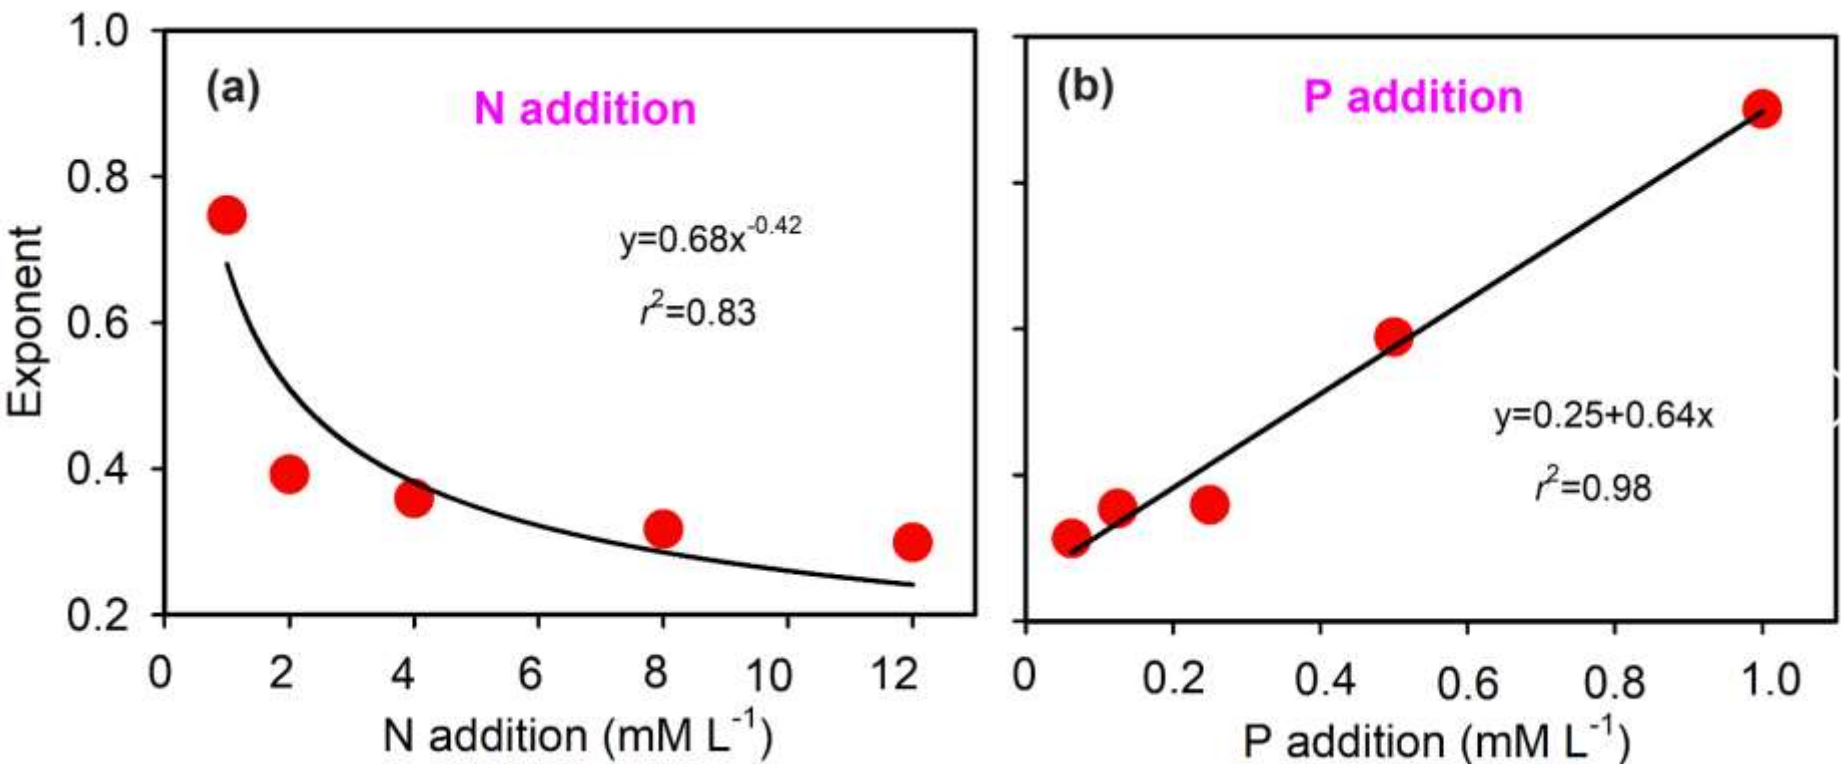 (a)
N addition
y=0.68x^-0.42
r^2=0.83
Exponent
1.0
0.8
0.6
0.4
0.2
0 2 4 6 8 10 12
N addition (mM L^-1)
(b)
P addition
y=0.25+0.64x
r^2=0.98
0 0.2 0.4 0.6 0.8 1.0
P addition (mM L^-1)